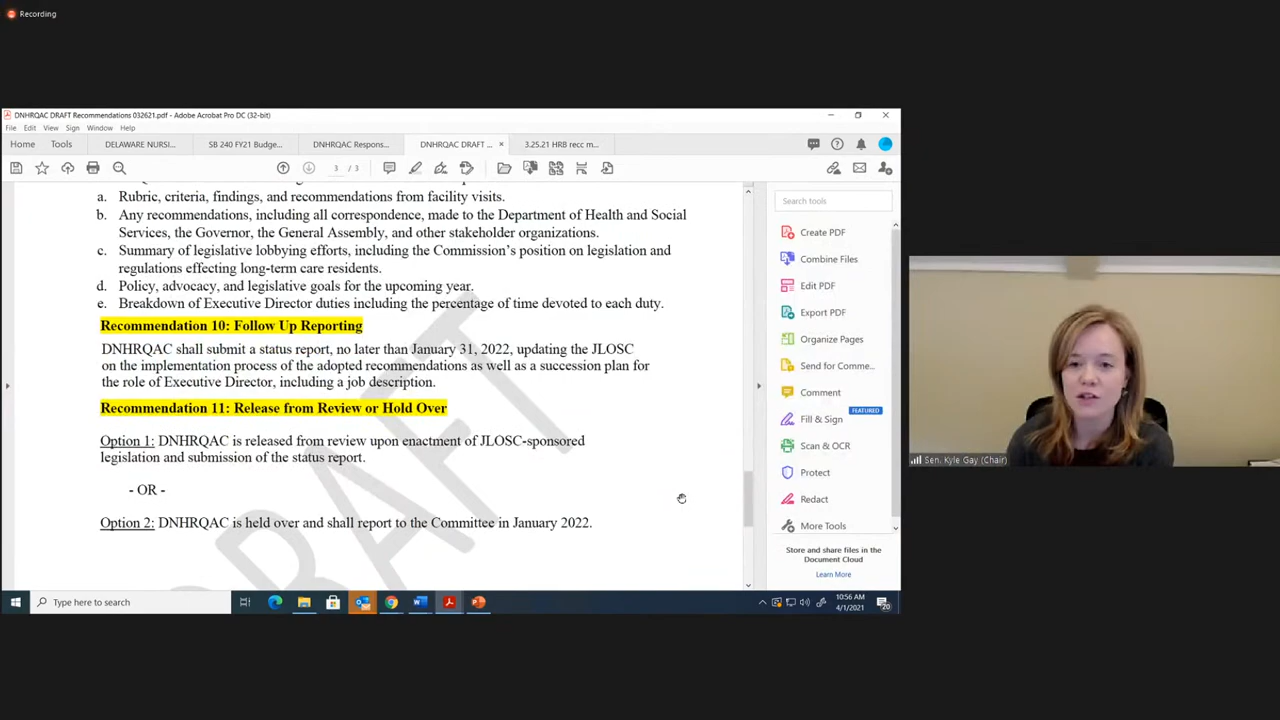 Recording
DNHRQAC DRAFT Recommendations 032621.pdf - Adobe Acrobat Pro DC (32-bit)
File Edit View Sign Window Help
Home Tools DELAWARE NURSI... SB 240 FY21 Budge... DNHRQAC Respons... DNHRQAC DRAFT ... × 3.25.21 HRB recc m...
3 / 3
a. Rubric, criteria, findings, and recommendations from facility visits.
b. Any recommendations, including all correspondence, made to the Department of Health and Social
Services, the Governor, the General Assembly, and other stakeholder organizations.
c. Summary of legislative lobbying efforts, including the Commission's position on legislation and
regulations effecting long-term care residents.
d. Policy, advocacy, and legislative goals for the upcoming year.
e. Breakdown of Executive Director duties including the percentage of time devoted to each duty.
Recommendation 10: Follow Up Reporting
DNHRQAC shall submit a status report, no later than January 31, 2022, updating the JLOSC
on the implementation process of the adopted recommendations as well as a succession plan for
the role of Executive Director, including a job description.
Recommendation 11: Release from Review or Hold Over
Option 1: DNHRQAC is released from review upon enactment of JLOSC-sponsored
legislation and submission of the status report.
- OR -
Option 2: DNHRQAC is held over and shall report to the Committee in January 2022.
DRAFT
Search tools
Create PDF
Combine Files
Edit PDF
Export PDF
Organize Pages
Send for Comme...
Comment
Fill & Sign FEATURED
Scan & OCR
Protect
Redact
More Tools
Store and share files in the
Document Cloud
Learn More
Sen. Kyle Gay (Chair)
Type here to search
10:56 AM
4/1/2021
20